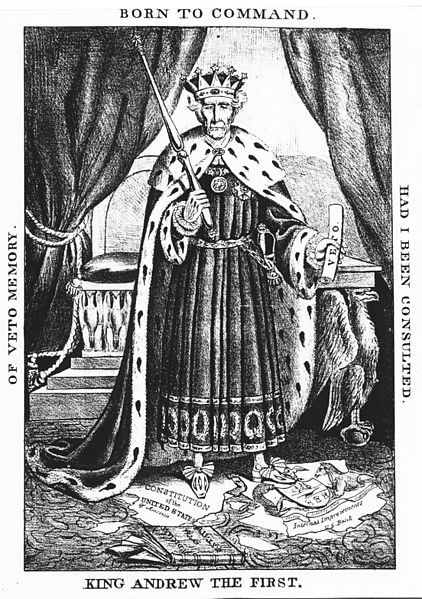 BORN TO COMMAND.
OF VETO MEMORY.
HAD I BEEN CONSULTED.
VETO
CONSTITUTION
of the
UNITED STATES
of America
Internal Improvements
U.S. Bank
KING ANDREW THE FIRST.